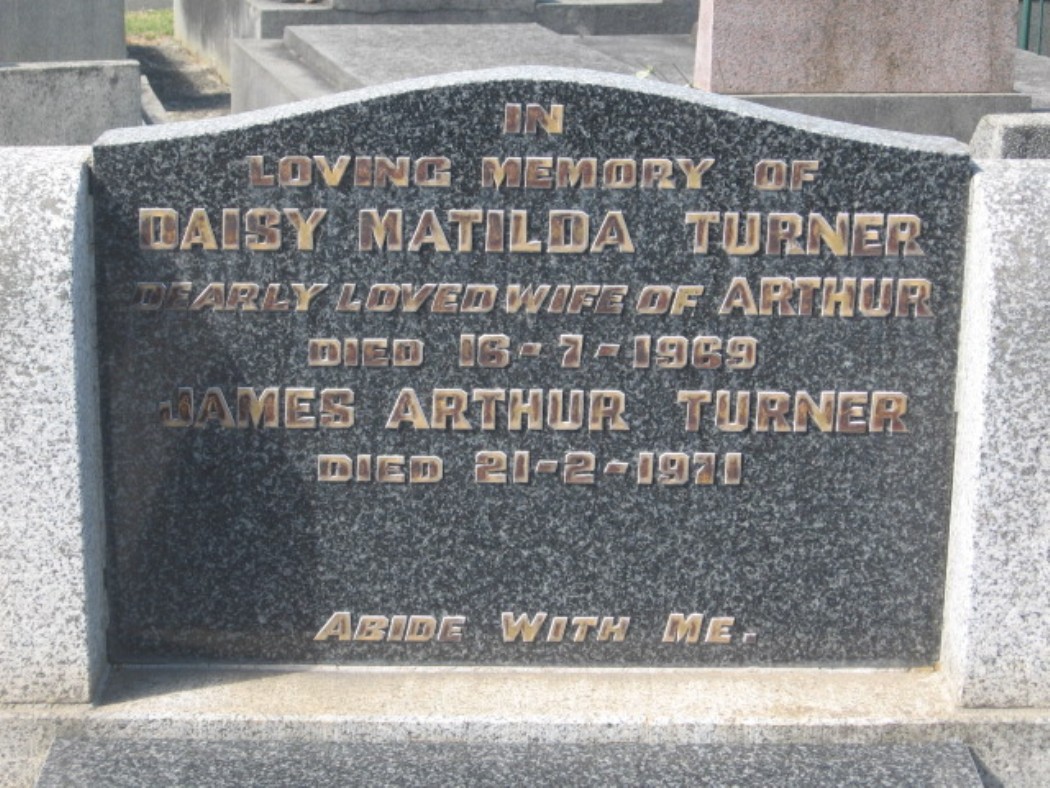 IN
LOVING MEMORY OF
DAISY MATILDA TURNER
DEARLY LOVED WIFE OF ARTHUR
DIED 16-7-1969
JAMES ARTHUR TURNER
DIED 21-2-1971
ABIDE WITH ME.